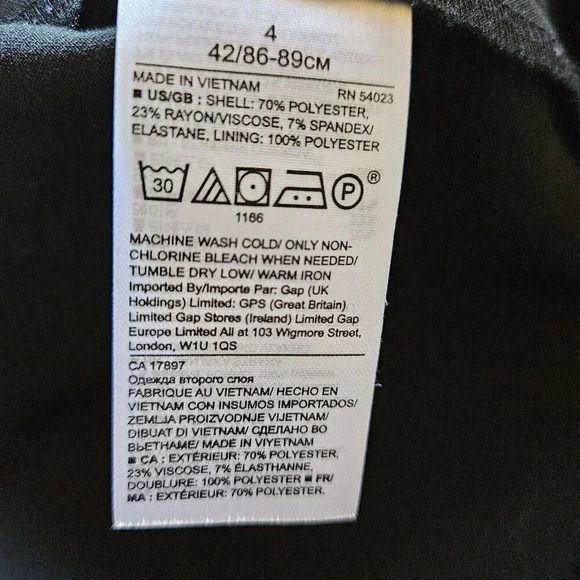 4
42/86-89CM
MADE IN VIETNAM RN 54023
■ US/GB : SHELL: 70% POLYESTER,
23% RAYON/VISCOSE, 7% SPANDEX/
ELASTANE, LINING: 100% POLYESTER
30 P ®
1166
MACHINE WASH COLD/ ONLY NON-
CHLORINE BLEACH WHEN NEEDED/
TUMBLE DRY LOW/ WARM IRON
Imported By/Importe Par: Gap (UK
Holdings) Limited: GPS (Great Britain)
Limited Gap Stores (Ireland) Limited Gap
Europe Limited All at 103 Wigmore Street,
London, W1U 1QS
CA 17897
Одежда второго слоя
FABRIQUE AU VIETNAM/ HECHO EN
VIETNAM CON INSUMOS IMPORTADOS/
ZEMLJA PROIZVODNJE VIJETNAM/
DIBUAT DI VIETNAM/ СДЕЛАНО ВО
ВЬЕТНАМЕ/ MADE IN VIYETNAM
■ CA : EXTÉRIEUR: 70% POLYESTER,
23% VISCOSE, 7% ÉLASTHANNE,
DOUBLURE: 100% POLYESTER ■ FR/
MA : EXTÉRIEUR: 70% POLYESTER,